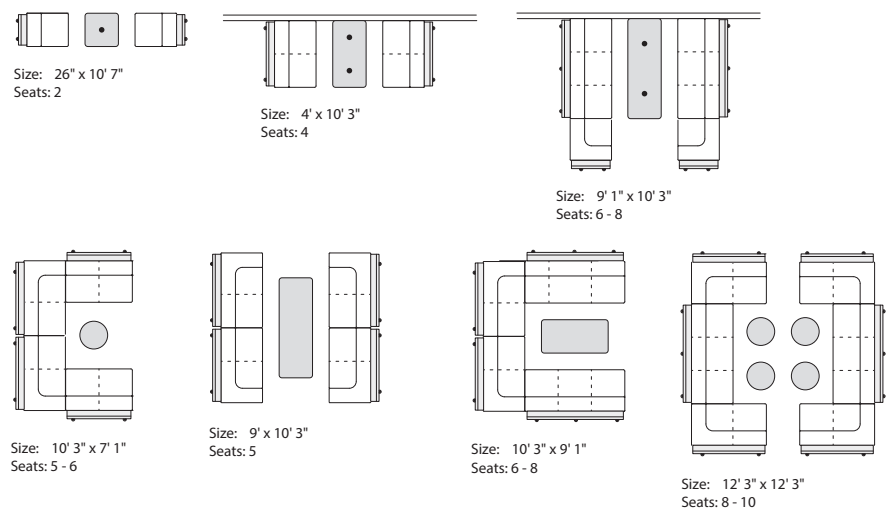 Size: 26" x 10' 7"
Seats: 2
Size: 4' x 10' 3"
Seats: 4
Size: 9' 1" x 10' 3"
Seats: 6 - 8
Size: 10' 3" x 7' 1"
Seats: 5 - 6
Size: 9' x 10' 3"
Seats: 5
Size: 10' 3" x 9' 1"
Seats: 6 - 8
Size: 12' 3" x 12' 3"
Seats: 8 - 10